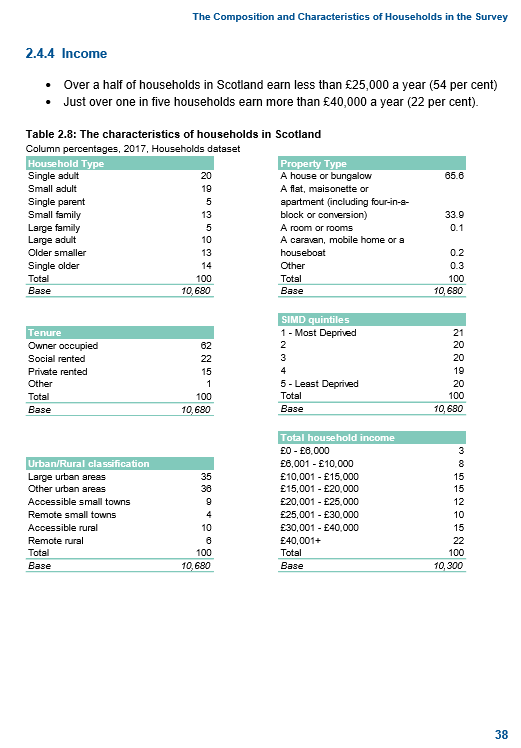 The Composition and Characteristics of Households in the Survey
2.4.4 Income
• Over a half of households in Scotland earn less than £25,000 a year (54 per cent)
• Just over one in five households earn more than £40,000 a year (22 per cent).
Table 2.8: The characteristics of households in Scotland
Column percentages, 2017, Households dataset
Household Type
Single adult 20
Small adult 19
Single parent 5
Small family 13
Large family 5
Large adult 10
Older smaller 13
Single older 14
Total 100
Base 10,680
Tenure
Owner occupied 62
Social rented 22
Private rented 15
Other 1
Total 100
Base 10,680
Urban/Rural classification
Large urban areas 35
Other urban areas 36
Accessible small towns 9
Remote small towns 4
Accessible rural 10
Remote rural 6
Total 100
Base 10,680
Property Type
A house or bungalow 65.6
A flat, maisonette or
apartment (including four-in-a-
block or conversion) 33.9
A room or rooms 0.1
A caravan, mobile home or a
houseboat 0.2
Other 0.3
Total 100
Base 10,680
SIMD quintiles
1 - Most Deprived 21
2 20
3 20
4 19
5 - Least Deprived 20
Total 100
Base 10,680
Total household income
£0 - £6,000 3
£6,001 - £10,000 8
£10,001 - £15,000 15
£15,001 - £20,000 15
£20,001 - £25,000 12
£25,001 - £30,000 10
£30,001 - £40,000 15
£40,001+ 22
Total 100
Base 10,300
38